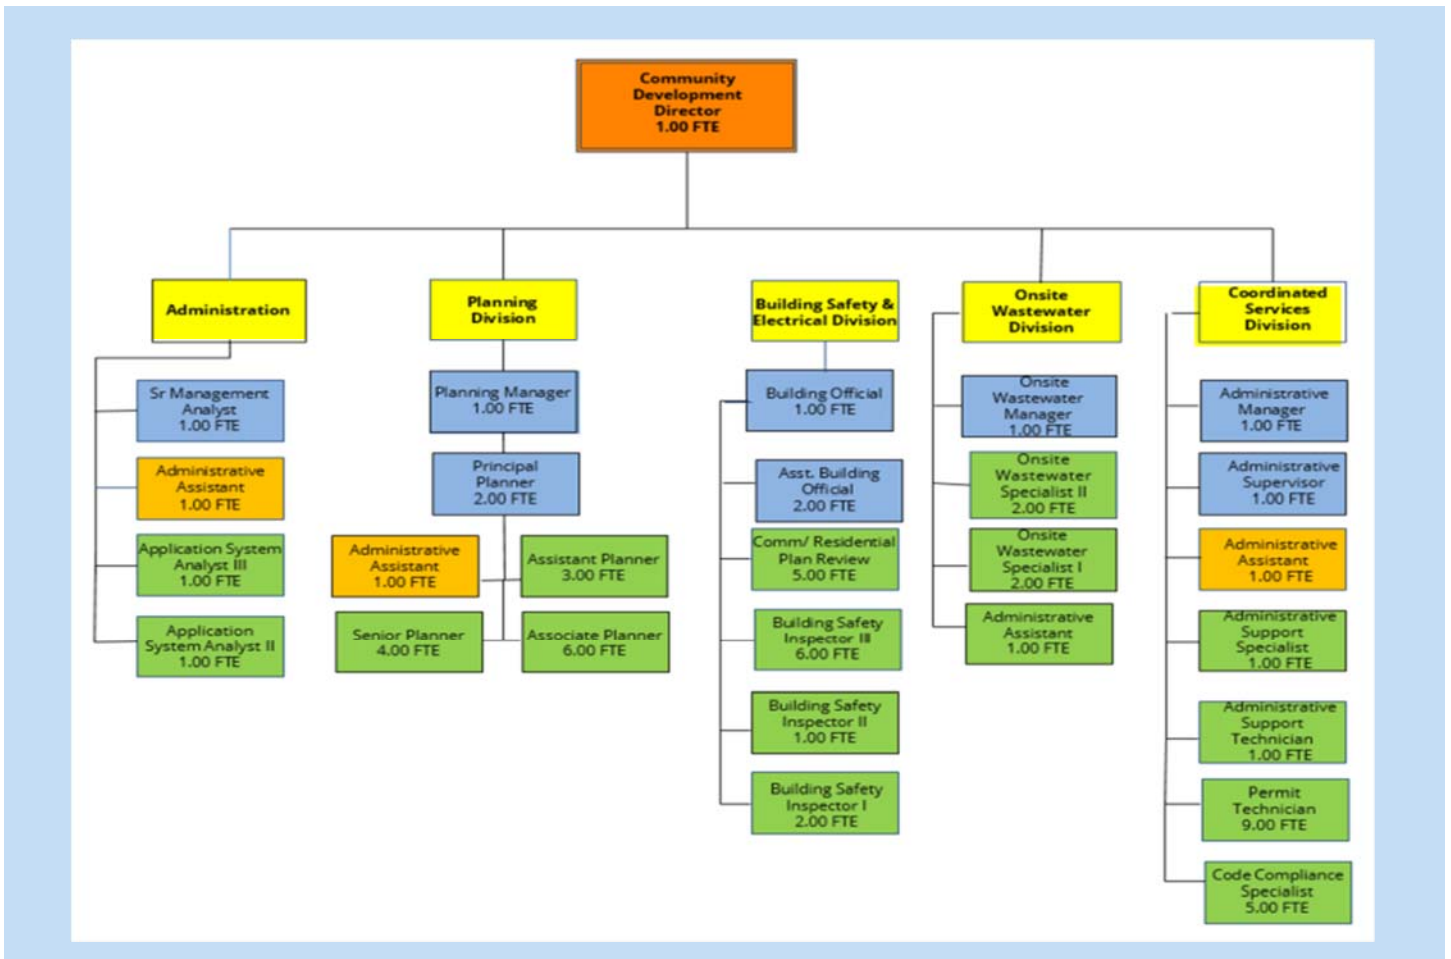 Community
Development
Director
1.00 FTE
Administration
Sr Management
Analyst
1.00 FTE
Administrative
Assistant
1.00 FTE
Application System
Analyst III
1.00 FTE
Application
System Analyst II
1.00 FTE
Planning
Division
Planning Manager
1.00 FTE
Principal
Planner
2.00 FTE
Administrative
Assistant
1.00 FTE
Assistant Planner
3.00 FTE
Senior Planner
4.00 FTE
Associate Planner
6.00 FTE
Building Safety &
Electrical Division
Building Official
1.00 FTE
Asst. Building
Official
2.00 FTE
Comm/ Residential
Plan Review
5.00 FTE
Building Safety
Inspector III
6.00 FTE
Building Safety
Inspector II
1.00 FTE
Building Safety
Inspector I
2.00 FTE
Onsite
Wastewater
Division
Onsite
Wastewater
Manager
1.00 FTE
Onsite
Wastewater
Specialist II
2.00 FTE
Onsite
Wastewater
Specialist I
2.00 FTE
Administrative
Assistant
1.00 FTE
Coordinated
Services
Division
Administrative
Manager
1.00 FTE
Administrative
Supervisor
1.00 FTE
Administrative
Assistant
1.00 FTE
Administrative
Support
Specialist
1.00 FTE
Administrative
Support
Technician
1.00 FTE
Permit
Technician
9.00 FTE
Code Compliance
Specialist
5.00 FTE